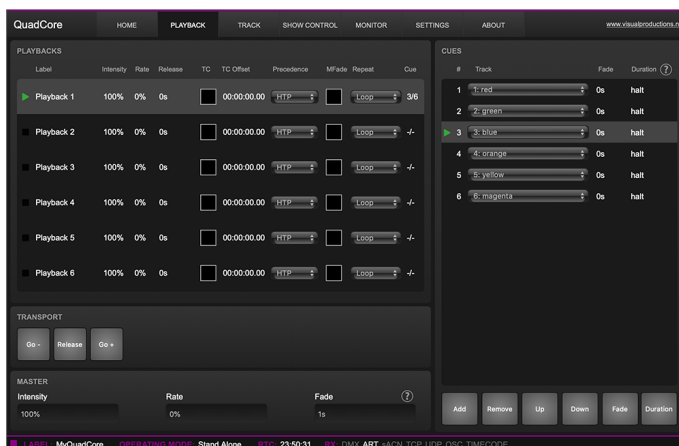 QuadCore HOME PLAYBACK TRACK SHOW CONTROL MONITOR SETTINGS ABOUT www.visualproductions.n
PLAYBACKS
Label Intensity Rate Release TC TC Offset Precedence MFade Repeat Cue
Playback 1 100% 0% 0s 00:00:00.00 HTP Loop 3/6
Playback 2 100% 0% 0s 00:00:00.00 HTP Loop -/-
Playback 3 100% 0% 0s 00:00:00.00 HTP Loop -/-
Playback 4 100% 0% 0s 00:00:00.00 HTP Loop -/-
Playback 5 100% 0% 0s 00:00:00.00 HTP Loop -/-
Playback 6 100% 0% 0s 00:00:00.00 HTP Loop -/-
TRANSPORT
Go - Release Go +
MASTER
Intensity Rate Fade ?
100% 0% 1s
CUES
# Track Fade Duration ?
1 1: red 0s halt
2 2: green 0s halt
3 3: blue 0s halt
4 4: orange 0s halt
5 5: yellow 0s halt
6 6: magenta 0s halt
Add Remove Up Down Fade Duration
LABEL: MyQuadCore OPERATING MODE: Stand Alone RTC: 23:50:31 RX: DMX ART sACN TCP UDP OSC TIMECODE